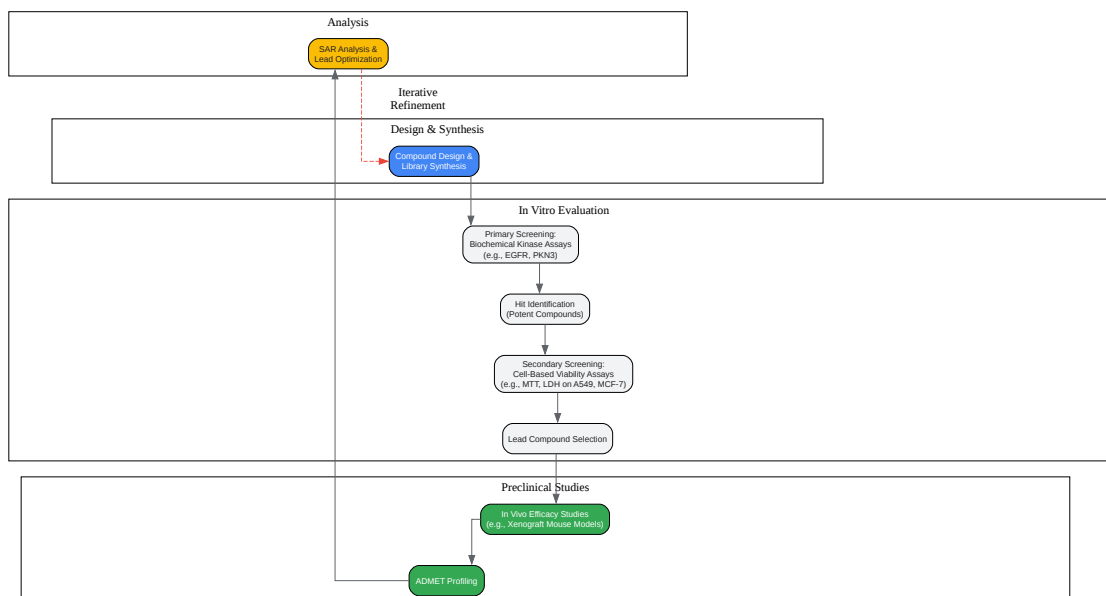 Analysis
SAR Analysis &
Lead Optimization
Iterative
Refinement
Design & Synthesis
Compound Design &
Library Synthesis
In Vitro Evaluation
Primary Screening:
Biochemical Kinase Assays
(e.g., EGFR, PKN3)
Hit Identification
(Potent Compounds)
Secondary Screening:
Cell-Based Viability Assays
(e.g., MTT, LDH on A549, MCF-7)
Lead Compound Selection
Preclinical Studies
In Vivo Efficacy Studies
(e.g., Xenograft Mouse Models)
ADMET Profiling